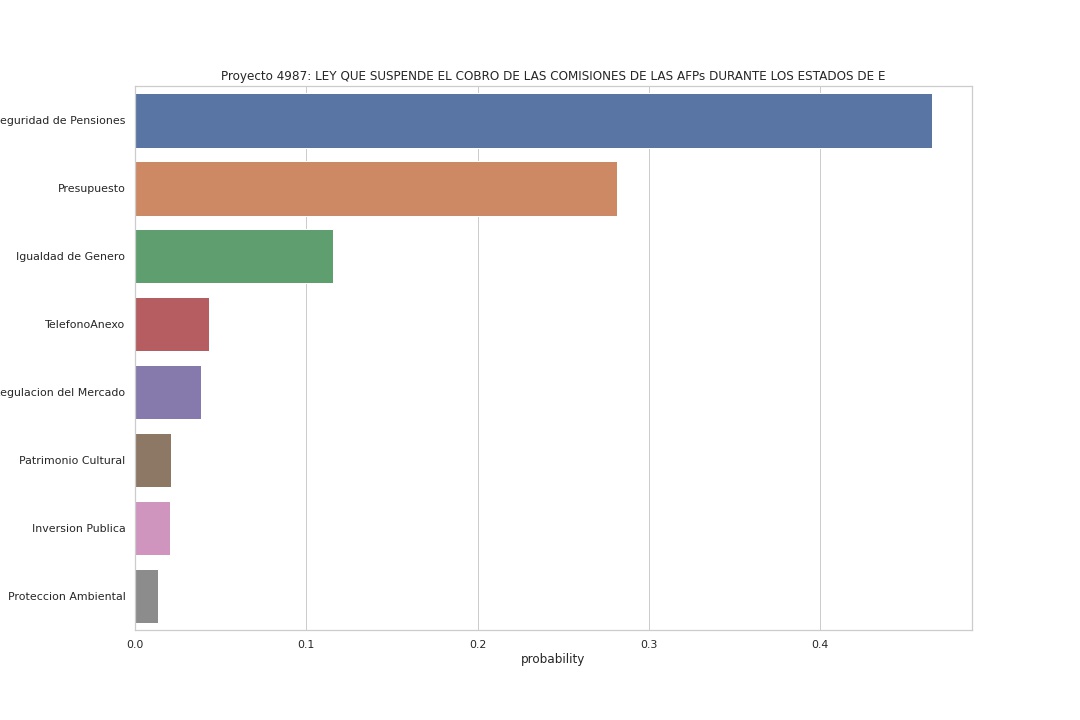 Proyecto 4987: LEY QUE SUSPENDE EL COBRO DE LAS COMISIONES DE LAS AFPs DURANTE LOS ESTADOS DE E
eguridad de Pensiones
Presupuesto
Igualdad de Genero
TelefonoAnexo
egulacion del Mercado
Patrimonio Cultural
Inversion Publica
Proteccion Ambiental
0.0 0.1 0.2 0.3 0.4
probability